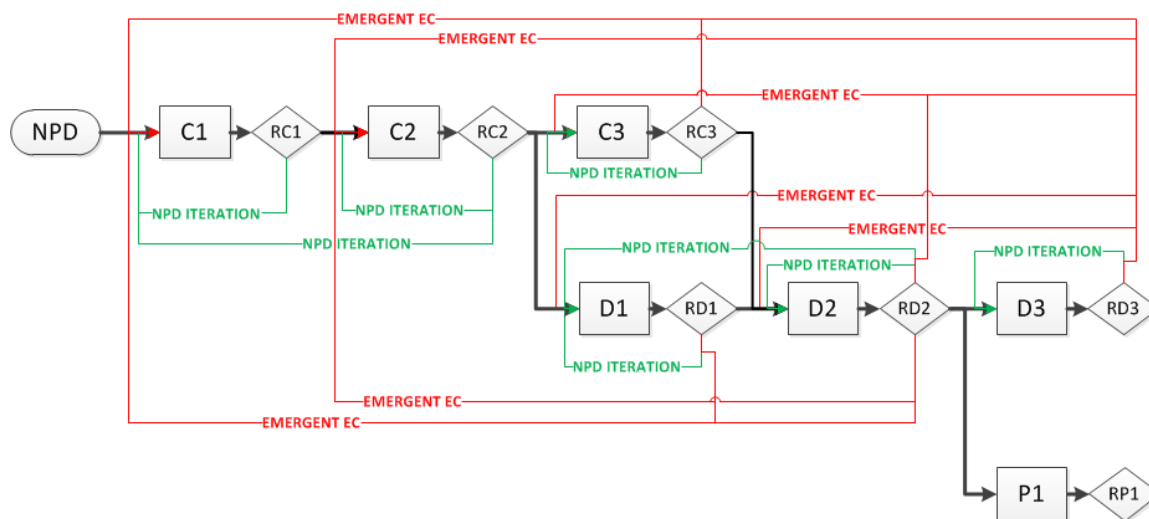 EMERGENT EC
EMERGENT EC
EMERGENT EC
NPD
C1
RC1
C2
RC2
C3
RC3
NPD ITERATION
EMERGENT EC
NPD ITERATION
NPD ITERATION
EMERGENT EC
NPD ITERATION
NPD ITERATION
NPD ITERATION
NPD ITERATION
D1
RD1
D2
RD2
D3
RD3
NPD ITERATION
EMERGENT EC
EMERGENT EC
P1
RP1